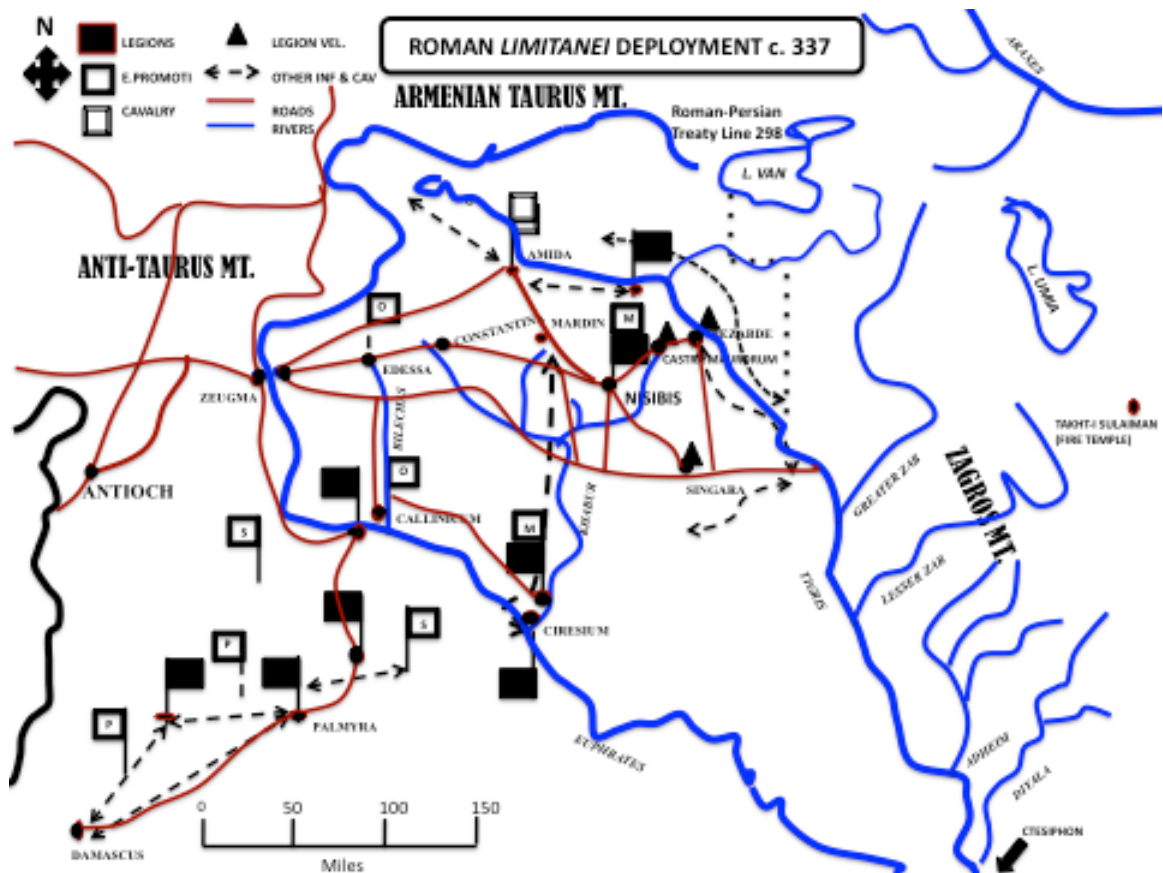 N
LEGIONS
LEGION VEL.
E.PROMOTI
OTHER INF & CAV
CAVALRY
ROADS
RIVERS
ROMAN LIMITANEI DEPLOYMENT c. 337
ARMENIAN TAURUS MT.
Roman-Persian
Treaty Line 298
ARAXES
L. VAN
L. URMIA
ANTI-TAURUS MT.
AMIDA
O
M
CONSTANTIN
MARDIN
BEZABDE
CASTRA MAURORUM
EDESSA
ZEUGMA
NISIBIS
BILECHAS
TAKHT-I SULAIMAN
(FIRE TEMPLE)
ZAGROS MT.
O
ANTIOCH
SINGARA
GREATER ZAB
CALLINICUM
KHABUR
M
S
LESSER ZAB
TIGRIS
S
CIRESIUM
P
P
PALMYRA
EUPHRATES
ADHEIM
DIYALA
0 50 100 150
Miles
DAMASCUS
CTESIPHON